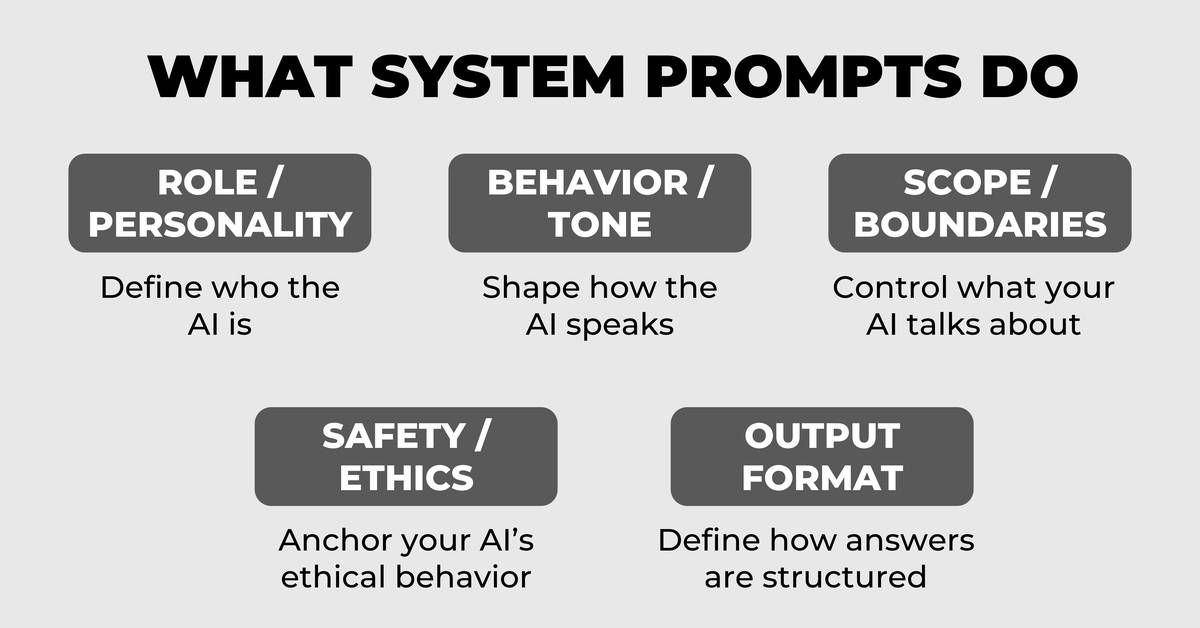 WHAT SYSTEM PROMPTS DO
ROLE /
PERSONALITY
Define who the
AI is
BEHAVIOR /
TONE
Shape how the
AI speaks
SCOPE /
BOUNDARIES
Control what your
AI talks about
SAFETY /
ETHICS
Anchor your AI’s
ethical behavior
OUTPUT
FORMAT
Define how answers
are structured